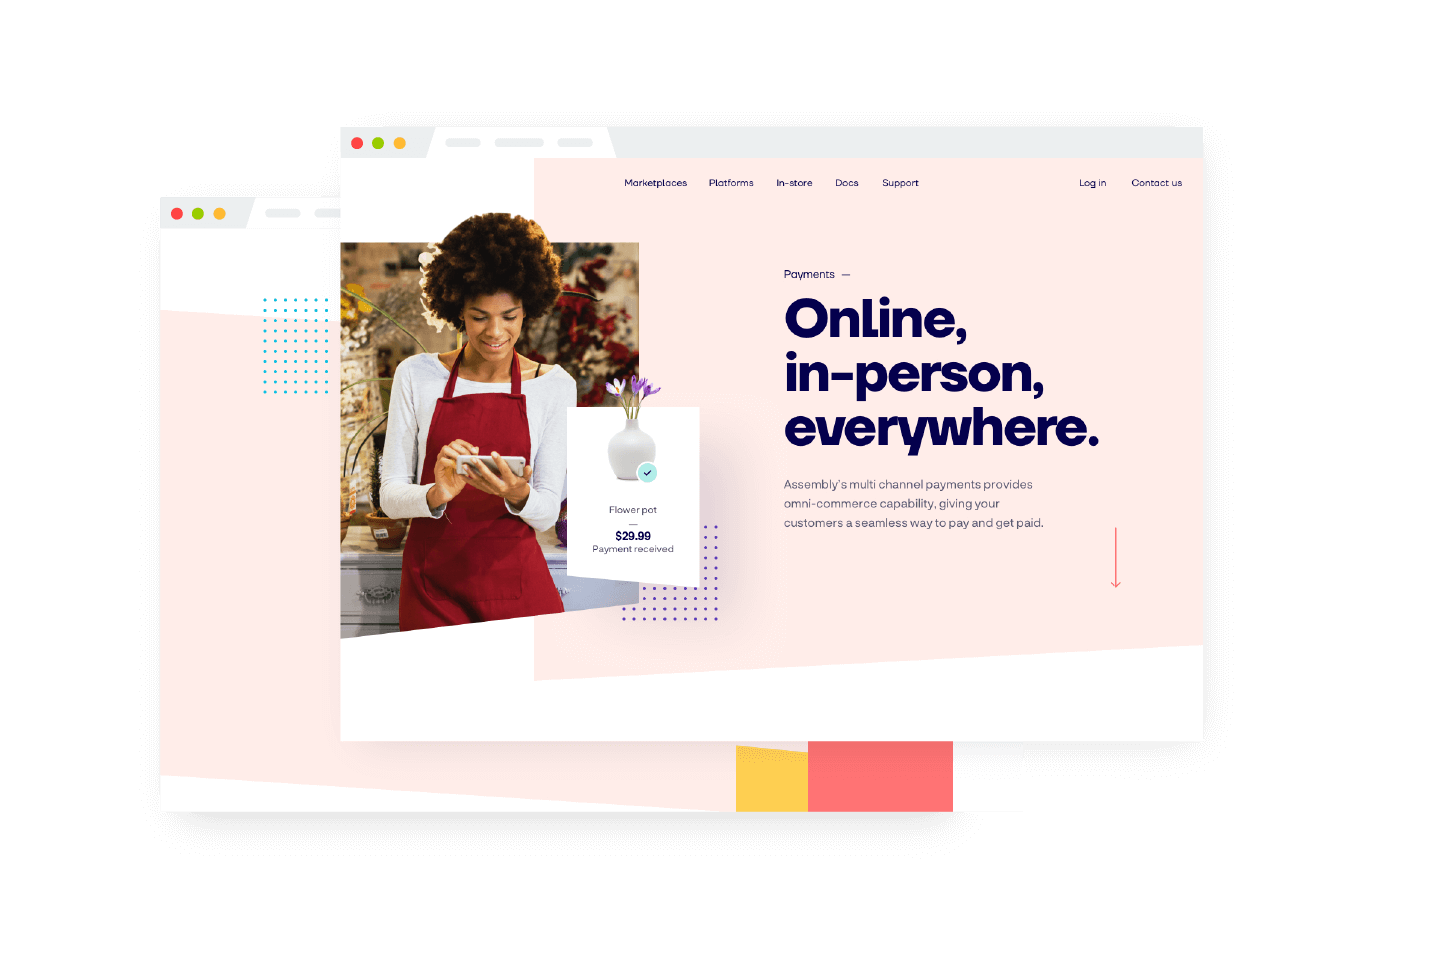 Marketplaces Platforms In-store Docs Support Log in Contact us
Payments —
Online,
in-person,
everywhere.
Assembly's multi channel payments provides
omni-commerce capability, giving your
customers a seamless way to pay and get paid.
Flower pot
—
$29.99
Payment received